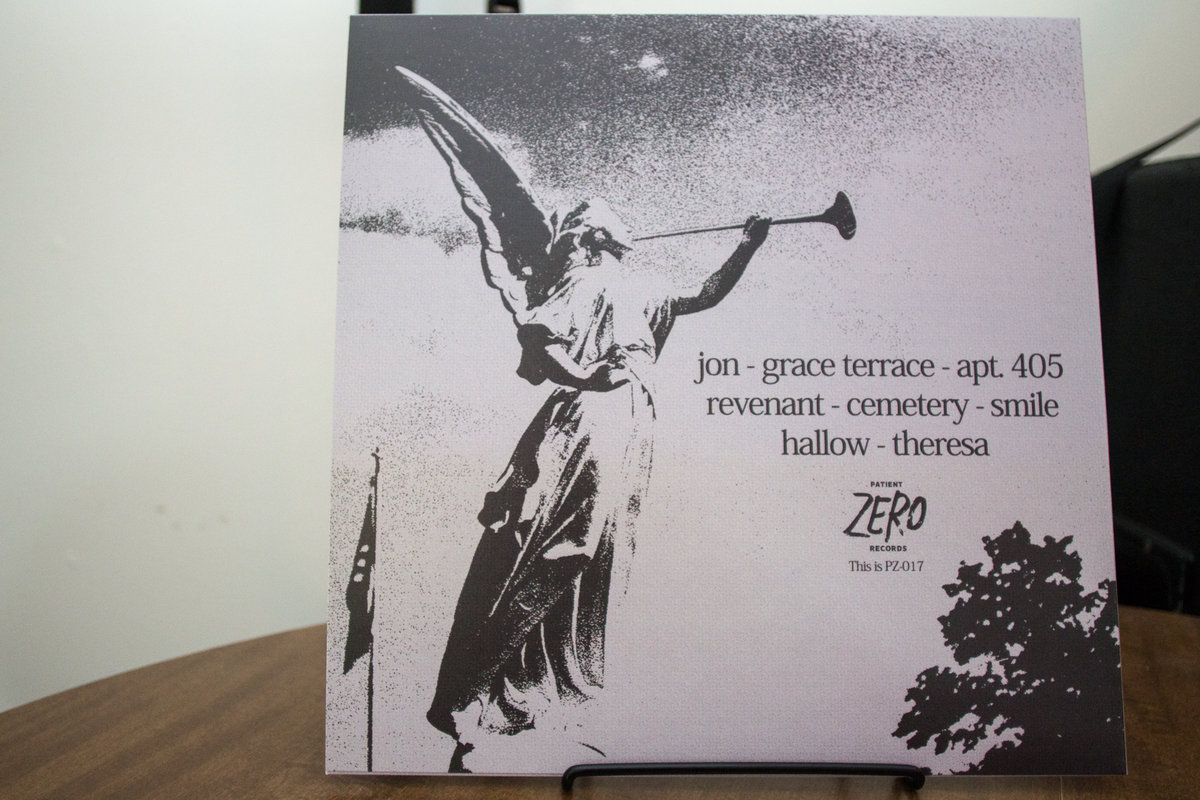 jon - grace terrace - apt. 405
revenant - cemetery - smile
hallow - theresa
PATIENT
ZERO
RECORDS
This is PZ-017